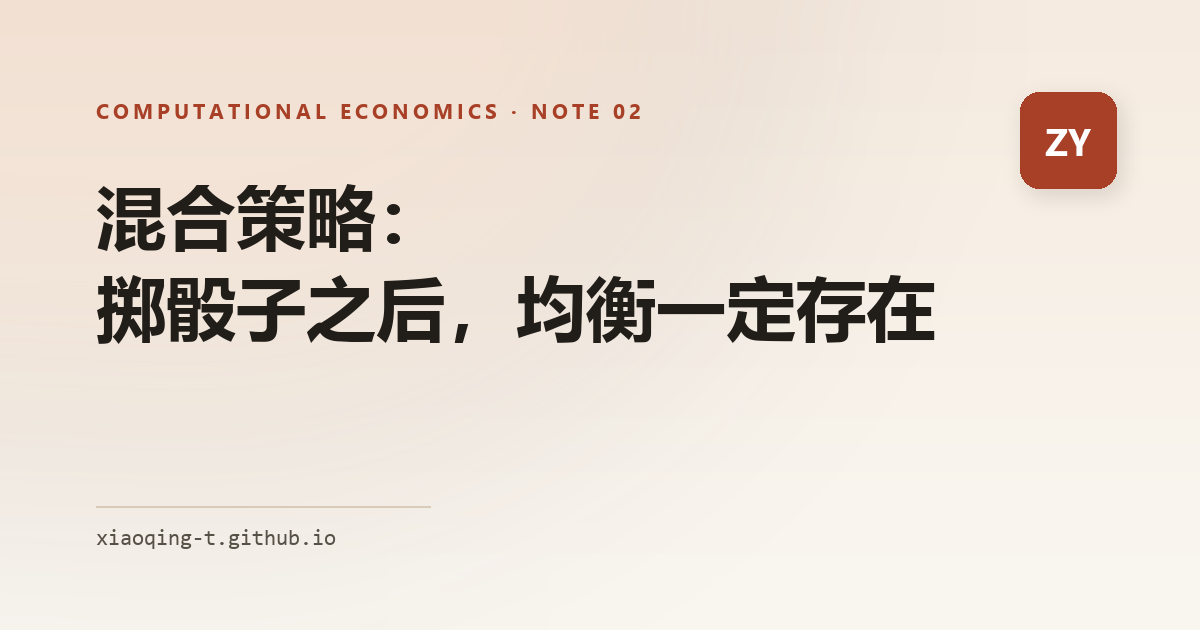 COMPUTATIONAL ECONOMICS · NOTE 02
ZY
混合策略：
掷骰子之后，均衡一定存在
xiaoqing-t.github.io